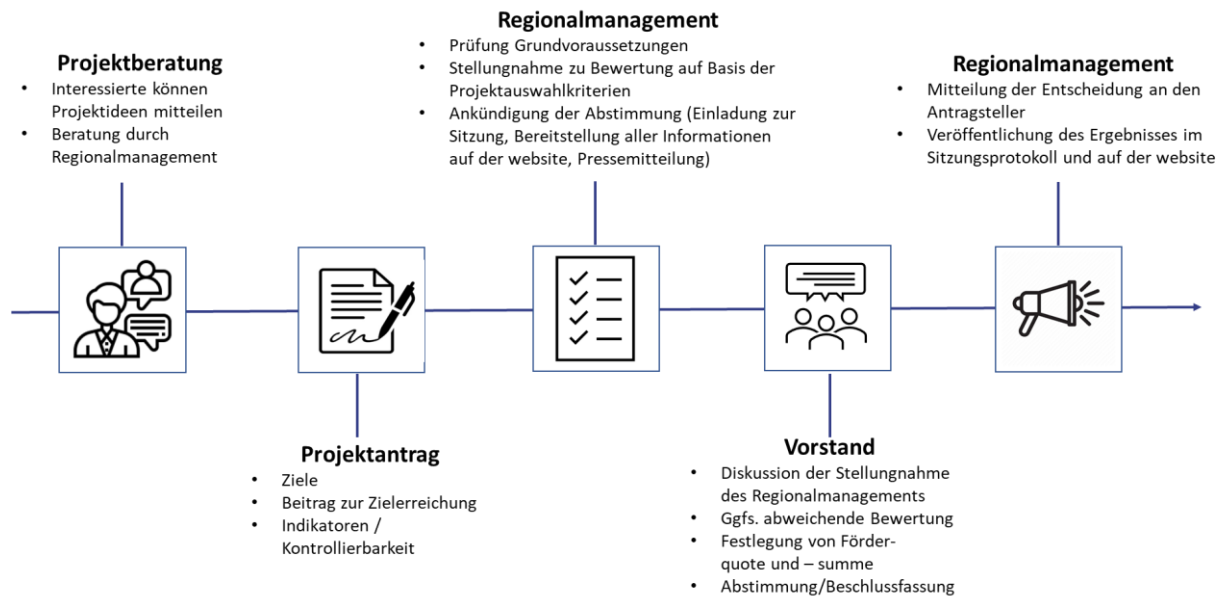 Projektberatung
• Interessierte können
Projektideen mitteilen
• Beratung durch
Regionalmanagement
Projektantrag
• Ziele
• Beitrag zur Zielerreichung
• Indikatoren /
Kontrollierbarkeit
Regionalmanagement
• Prüfung Grundvoraussetzungen
• Stellungnahme zu Bewertung auf Basis der
Projektauswahlkriterien
• Ankündigung der Abstimmung (Einladung zur
Sitzung, Bereitstellung aller Informationen
auf der website, Pressemitteilung)
Vorstand
• Diskussion der Stellungnahme
des Regionalmanagements
• Ggfs. abweichende Bewertung
• Festlegung von Förder-
quote und – summe
• Abstimmung/Beschlussfassung
Regionalmanagement
• Mitteilung der Entscheidung an den
Antragsteller
• Veröffentlichung des Ergebnisses im
Sitzungsprotokoll und auf der website